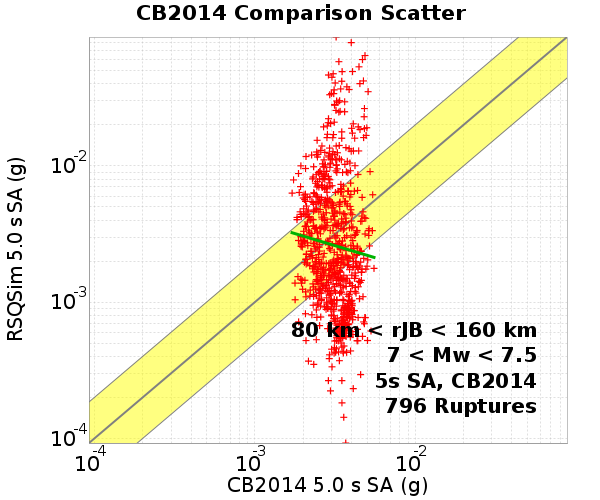 CB2014 Comparison Scatter
RSQSim 5.0 s SA (g)
10-2
10-3
10-4
80 km < rJB < 160 km
7 < Mw < 7.5
5s SA, CB2014
796 Ruptures
10-4 10-3 10-2
CB2014 5.0 s SA (g)